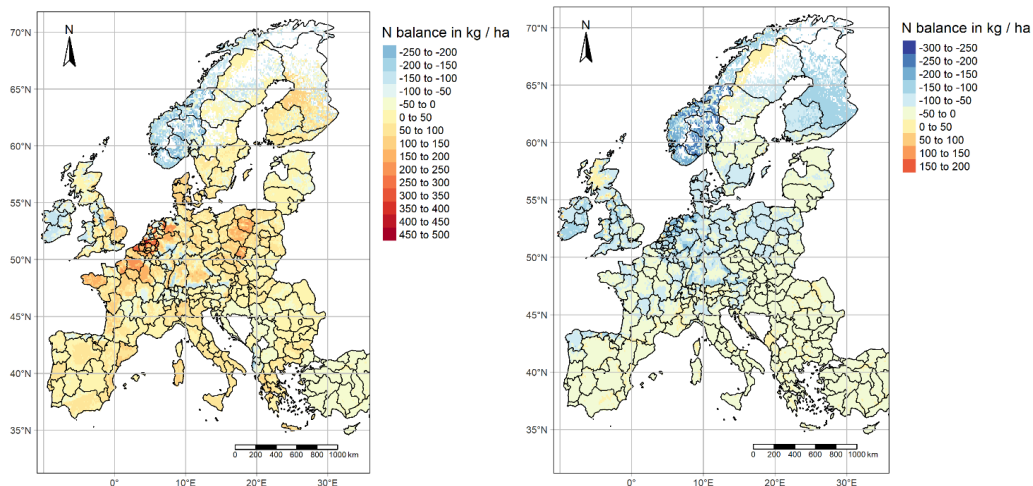 N
70°N
65°N
60°N
55°N
50°N
45°N
40°N
35°N
0°
10°E
20°E
30°E
0 200 400 600 800 1000 km
N balance in kg / ha
-250 to -200
-200 to -150
-150 to -100
-100 to -50
-50 to 0
0 to 50
50 to 100
100 to 150
150 to 200
200 to 250
250 to 300
300 to 350
350 to 400
400 to 450
450 to 500
N
70°N
65°N
60°N
55°N
50°N
45°N
40°N
35°N
0°
10°E
20°E
30°E
0 200 400 600 800 1000 km
N balance in kg / ha
-300 to -250
-250 to -200
-200 to -150
-150 to -100
-100 to -50
-50 to 0
0 to 50
50 to 100
100 to 150
150 to 200